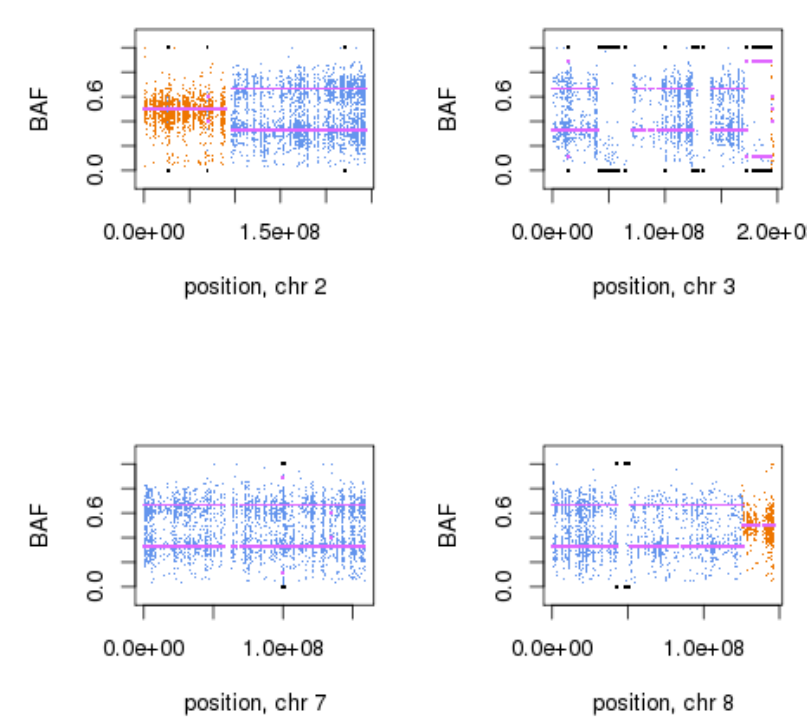 BAF
0.6
0.0
0.0e+00 1.5e+08
position, chr 2
BAF
0.6
0.0
0.0e+00 1.0e+08 2.0e+0
position, chr 3
BAF
0.6
0.0
0.0e+00 1.0e+08
position, chr 7
BAF
0.6
0.0
0.0e+00 1.0e+08
position, chr 8